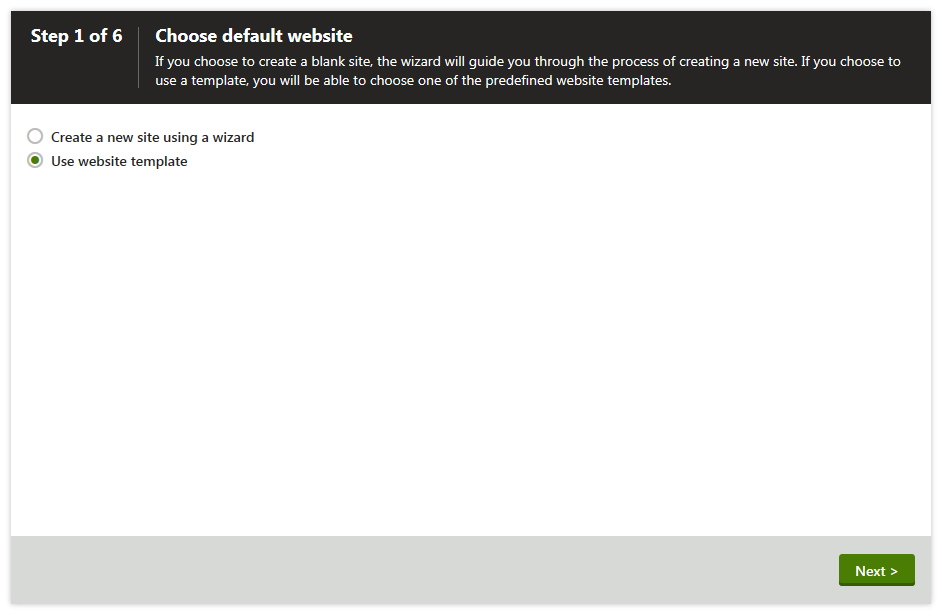 Step 1 of 6
Choose default website
If you choose to create a blank site, the wizard will guide you through the process of creating a new site. If you choose to
use a template, you will be able to choose one of the predefined website templates.
Create a new site using a wizard
Use website template
Next >